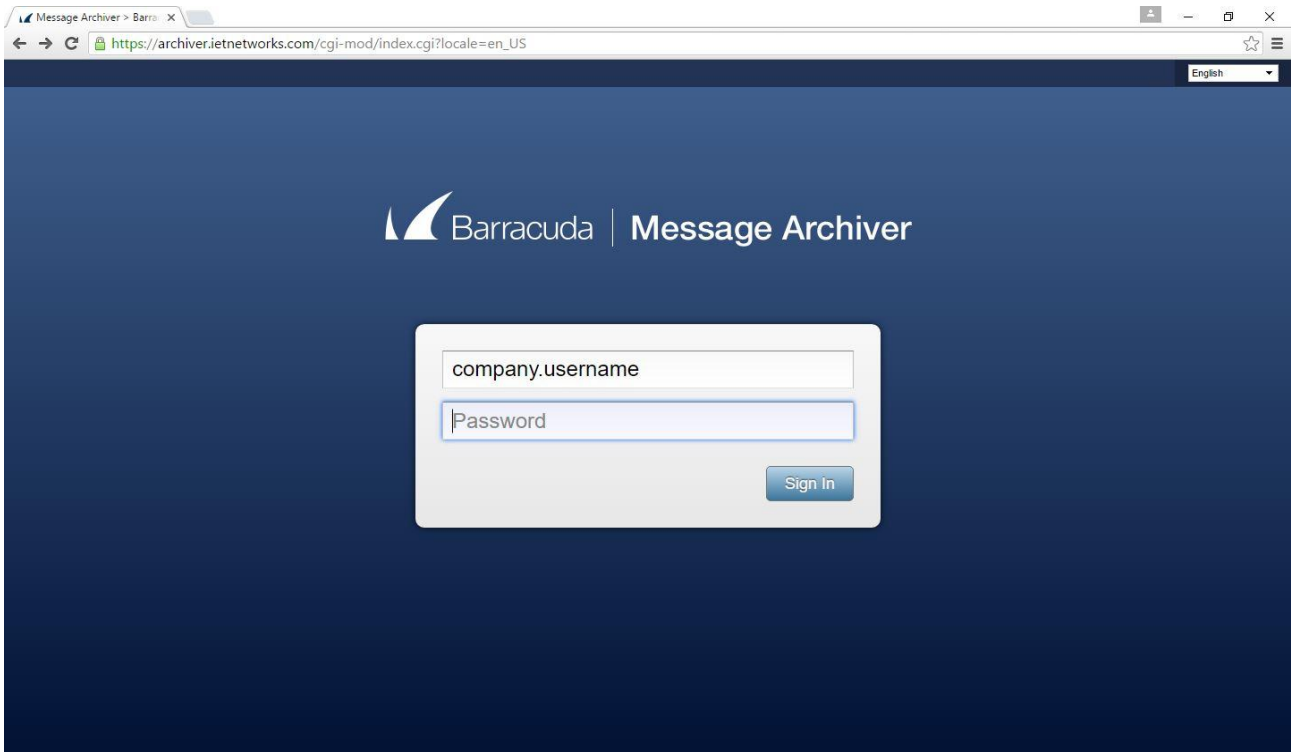 Message Archiver > Barra
https://archiver.ietnetworks.com/cgi-mod/index.cgi?locale=en_US
English
Barracuda | Message Archiver
company.username
Password
Sign In